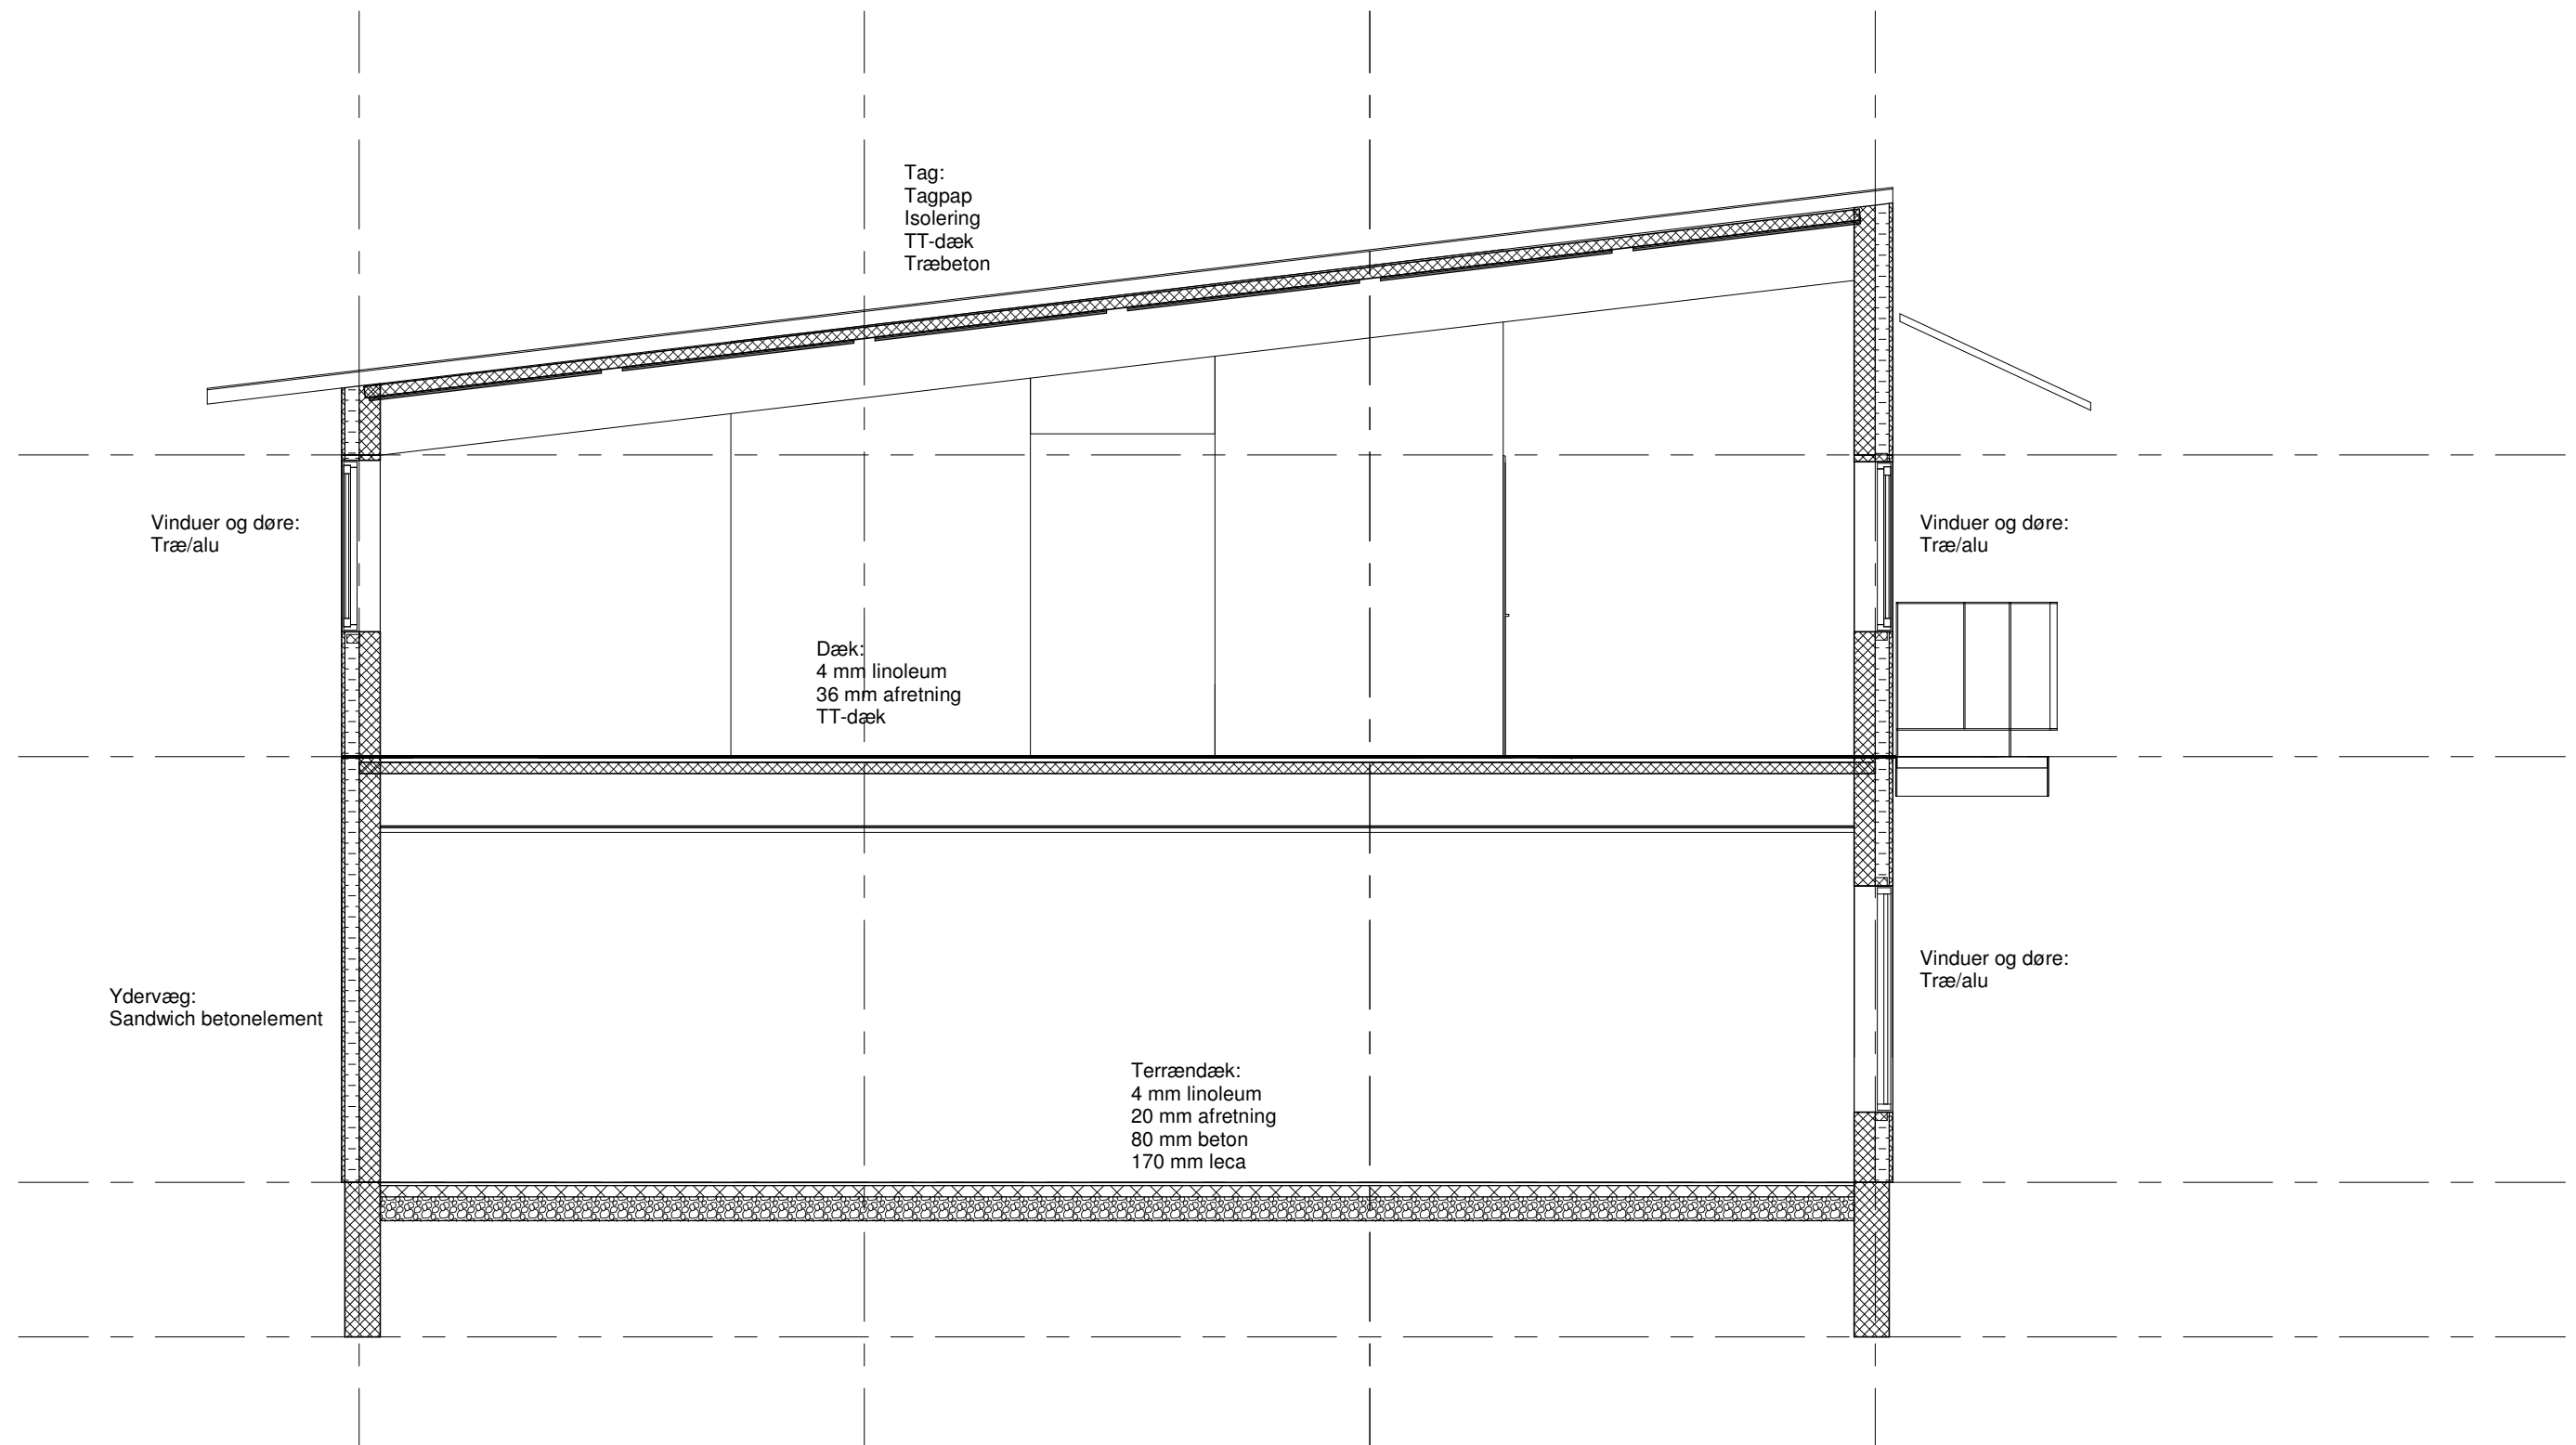 Tag:
Tagpap
Isolering
TT-dæk
Træbeton
Vinduer og døre:
Træ/alu
Vinduer og døre:
Træ/alu
Dæk:
4 mm linoleum
36 mm afretning
TT-dæk
Vinduer og døre:
Træ/alu
Ydervæg:
Sandwich betonelement
Terrændæk:
4 mm linoleum
20 mm afretning
80 mm beton
170 mm leca